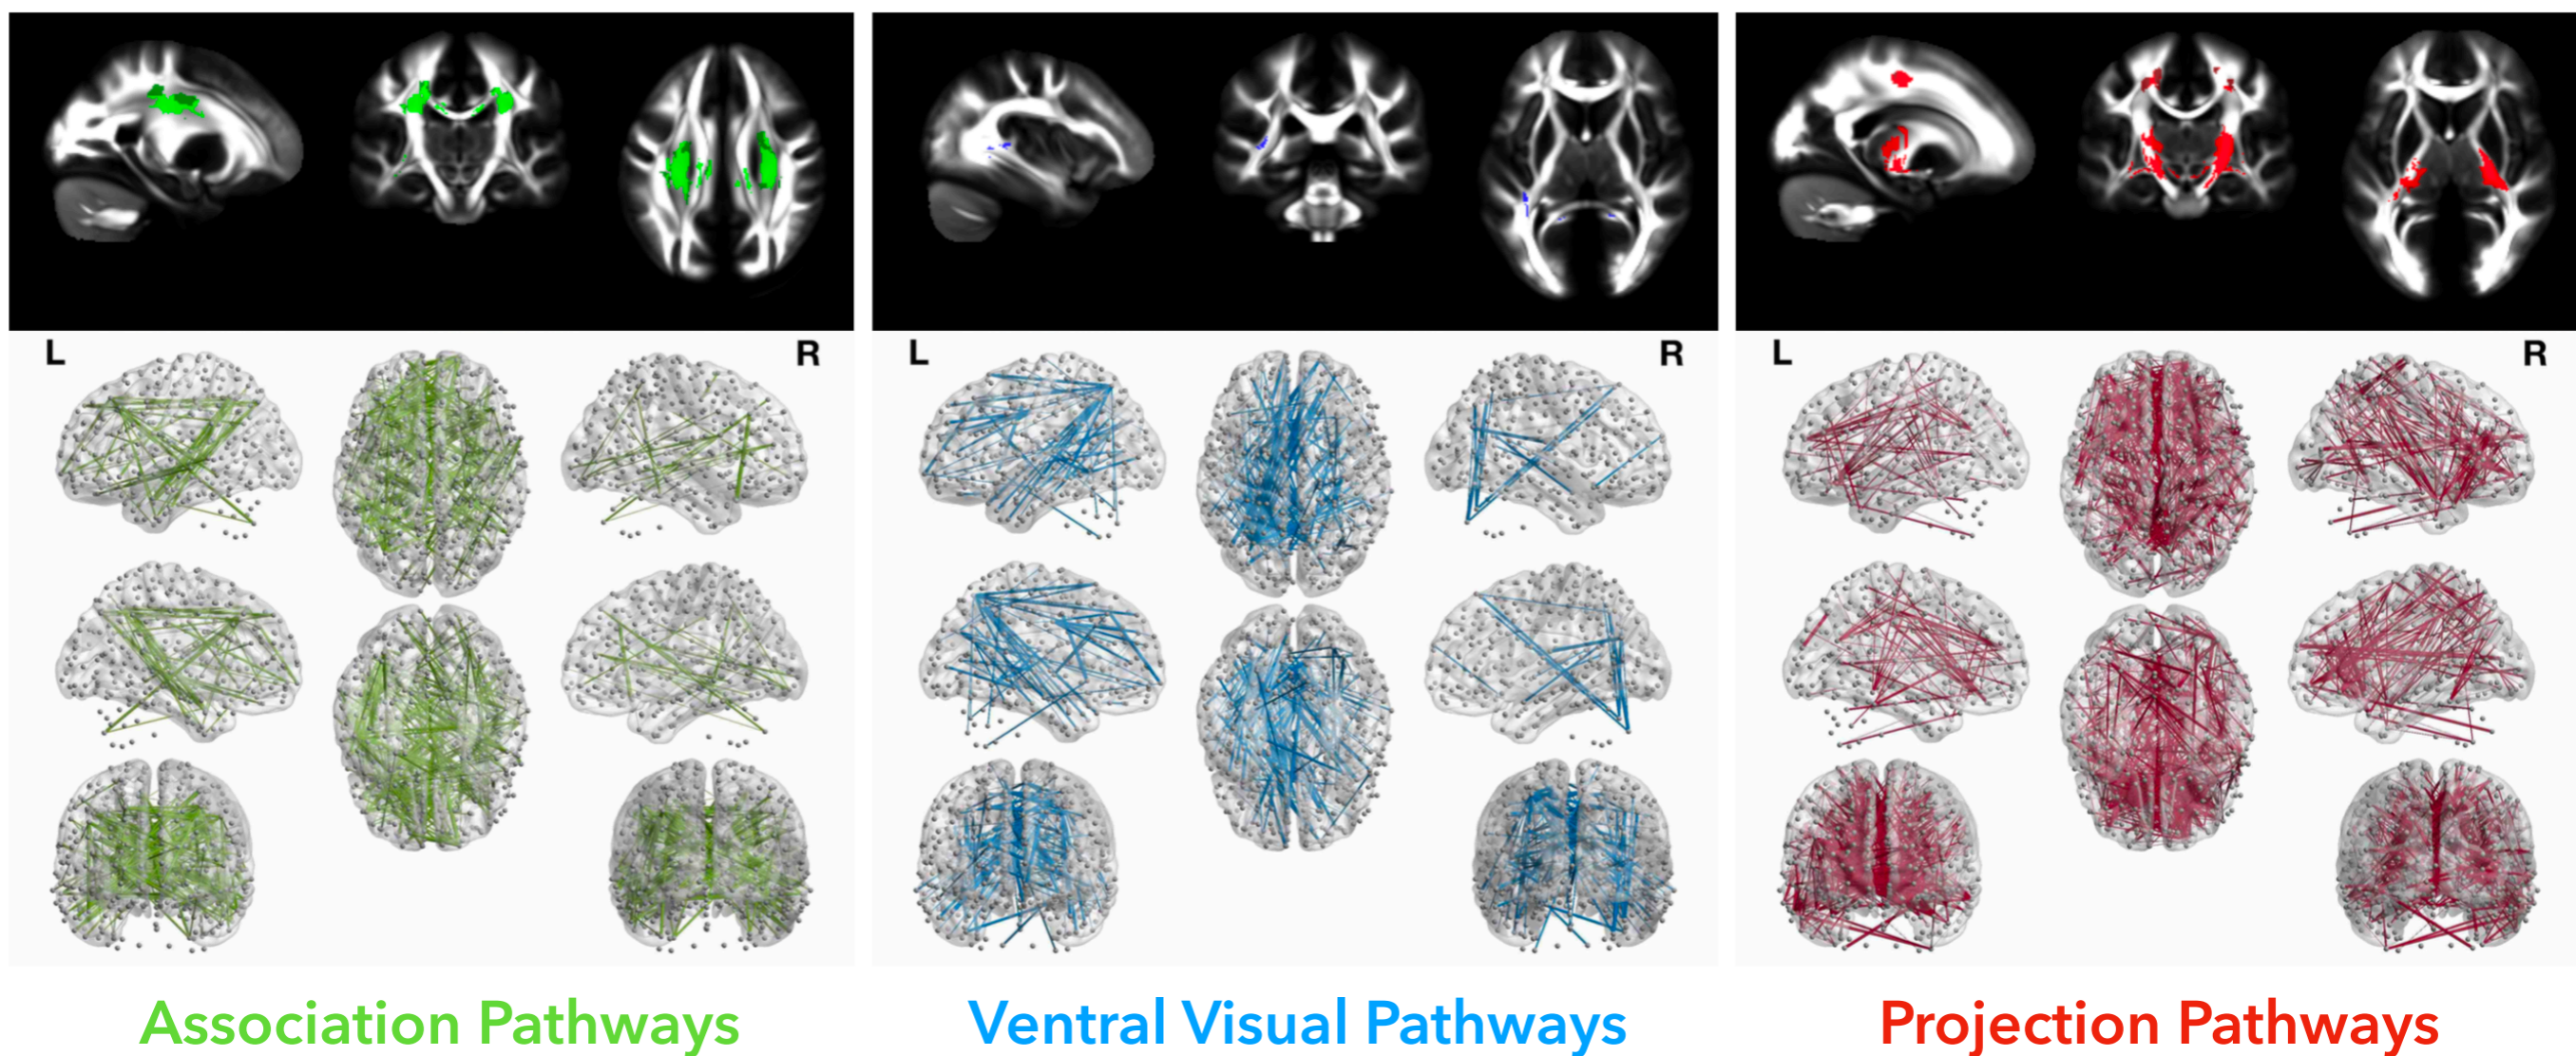 L R
L R
L R
Association Pathways
Ventral Visual Pathways
Projection Pathways